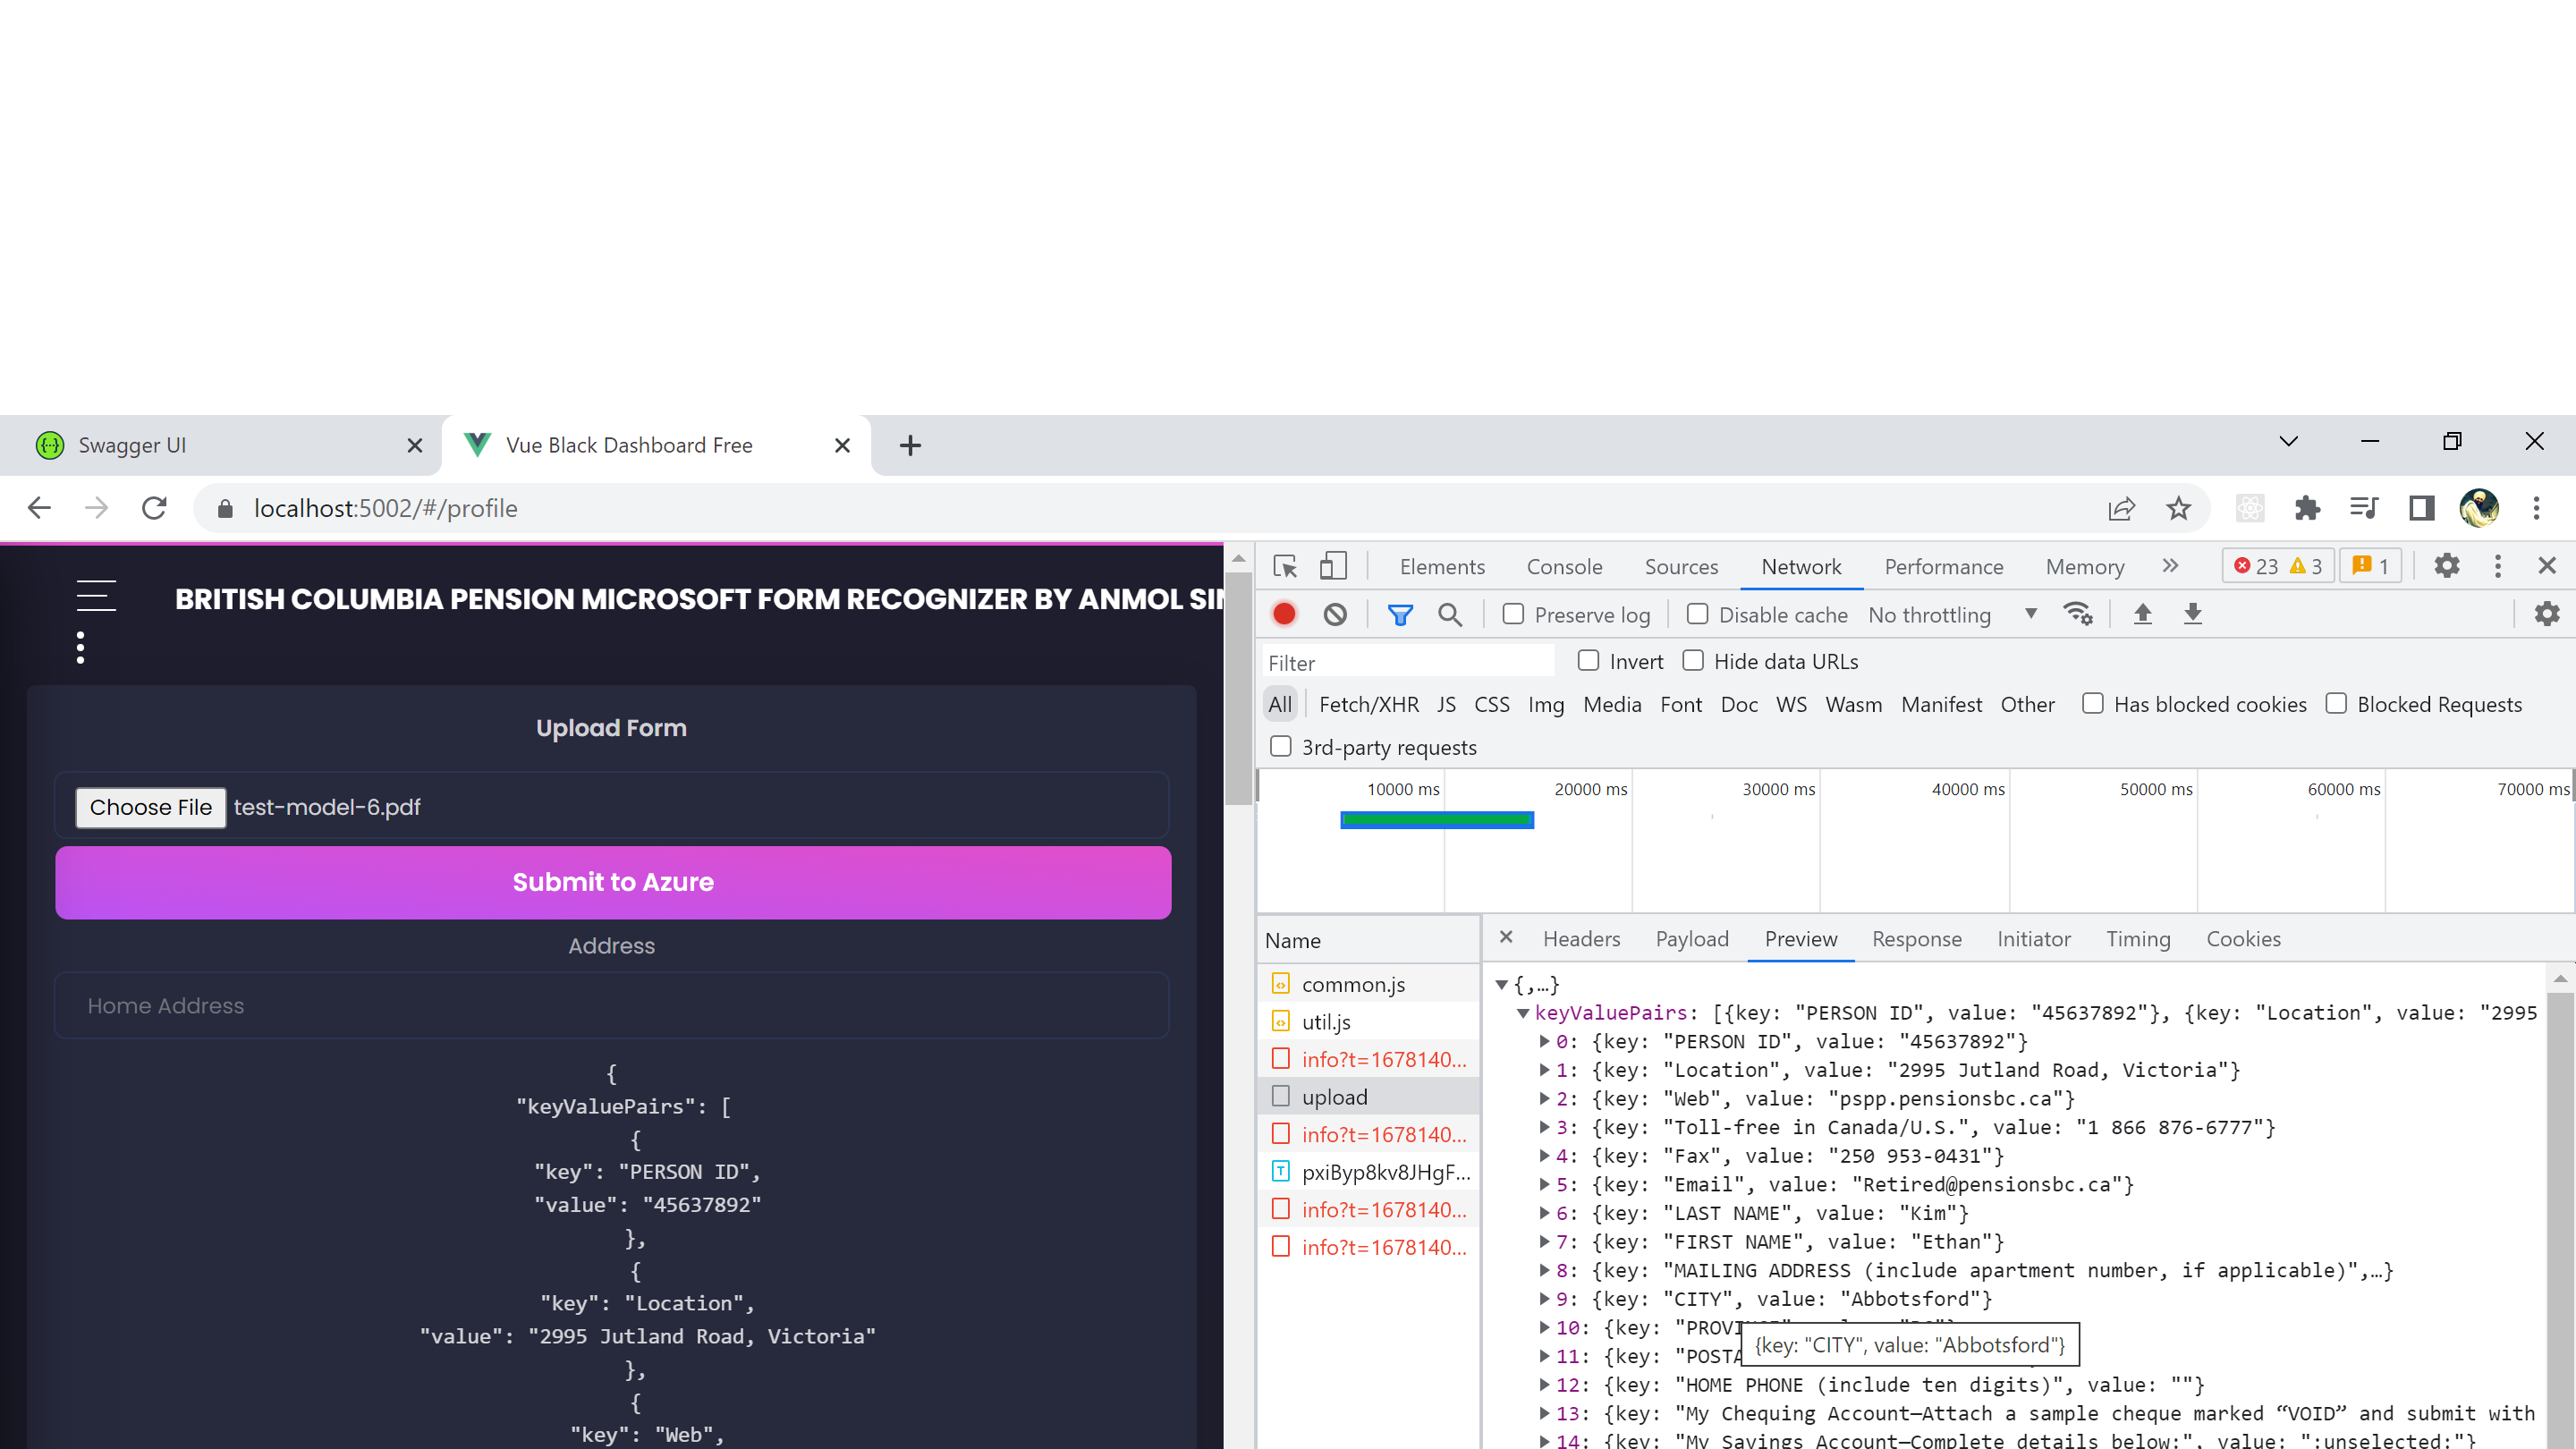 Swagger UI
Vue Black Dashboard Free
localhost:5002/#/profile
BRITISH COLUMBIA PENSION MICROSOFT FORM RECOGNIZER BY ANMOL
Upload Form
Choose File test-model-6.pdf
Submit to Azure
Address
Home Address
{
"keyValuePairs": [
{
"key": "PERSON ID",
"value": "45637892"
},
{
"key": "Location",
"value": "2995 Jutland Road, Victoria"
},
{
"key": "Web",
Elements Console Sources Network Performance Memory » 23 3 1
Preserve log Disable cache No throttling
Filter Invert Hide data URLs
All Fetch/XHR JS CSS Img Media Font Doc WS Wasm Manifest Other Has blocked cookies Blocked Requests
3rd-party requests
10000 ms 20000 ms 30000 ms 40000 ms 50000 ms 60000 ms 70000 ms
Name
common.js
util.js
info?t=1678140...
upload
info?t=1678140...
pxiByp8kv8JHgF...
info?t=1678140...
info?t=1678140...
Headers Payload Preview Response Initiator Timing Cookies
{,…}
keyValuePairs: [{key: "PERSON ID", value: "45637892"}, {key: "Location", value: "2995
0: {key: "PERSON ID", value: "45637892"}
1: {key: "Location", value: "2995 Jutland Road, Victoria"}
2: {key: "Web", value: "pspp.pensionsbc.ca"}
3: {key: "Toll-free in Canada/U.S.", value: "1 866 876-6777"}
4: {key: "Fax", value: "250 953-0431"}
5: {key: "Email", value: "Retired@pensionsbc.ca"}
6: {key: "LAST NAME", value: "Kim"}
7: {key: "FIRST NAME", value: "Ethan"}
8: {key: "MAILING ADDRESS (include apartment number, if applicable)",…}
9: {key: "CITY", value: "Abbotsford"}
10: {key:
{key: "CITY", value: "Abbotsford"}
11: {key:
12: {key: "HOME PHONE (include ten digits)", value: ""}
13: {key: "My Chequing Account—Attach a sample cheque marked “VOID” and submit with
14: {key: "My Savings Account—Complete details below:", value: ":unselected:"}